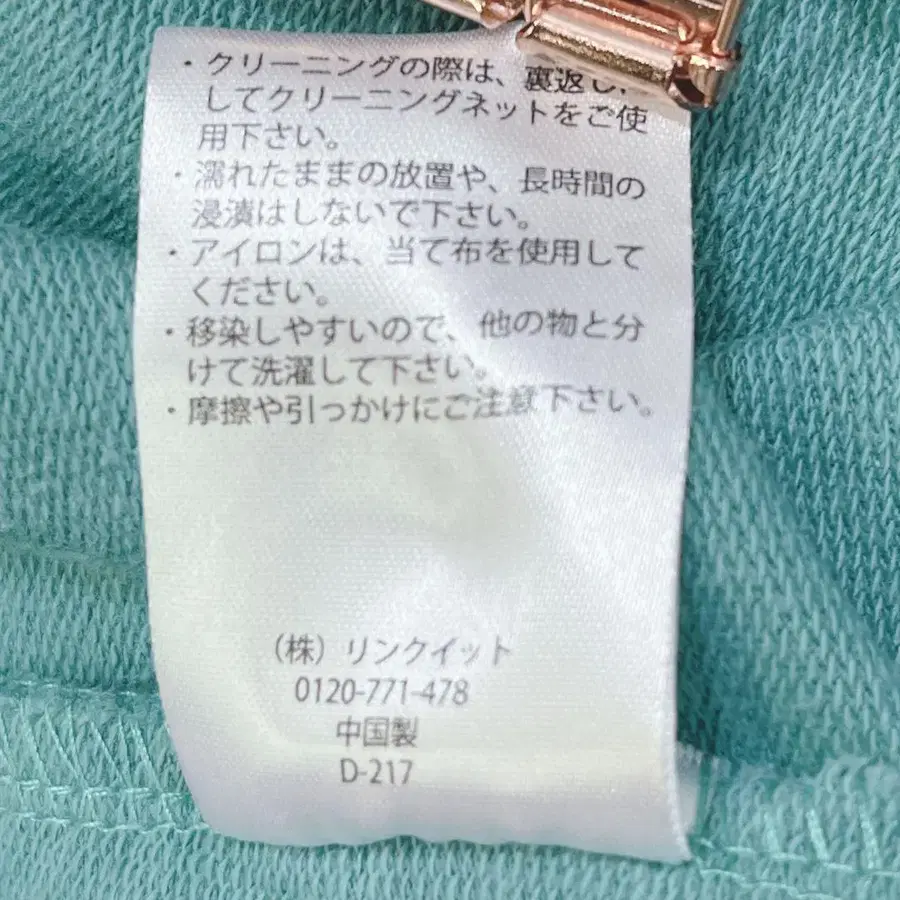 ・クリーニングの際は、裏返し
してクリーニングネットをご使
用下さい。
・濡れたままの放置や、長時間の
浸漬はしないで下さい。
・アイロンは、当て布を使用して
ください。
・移染しやすいので、他の物と分
けて洗濯して下さい。
・摩擦や引っかけにご注意下さい。
（株）リンクイット
0120-771-478
中国製
D-217